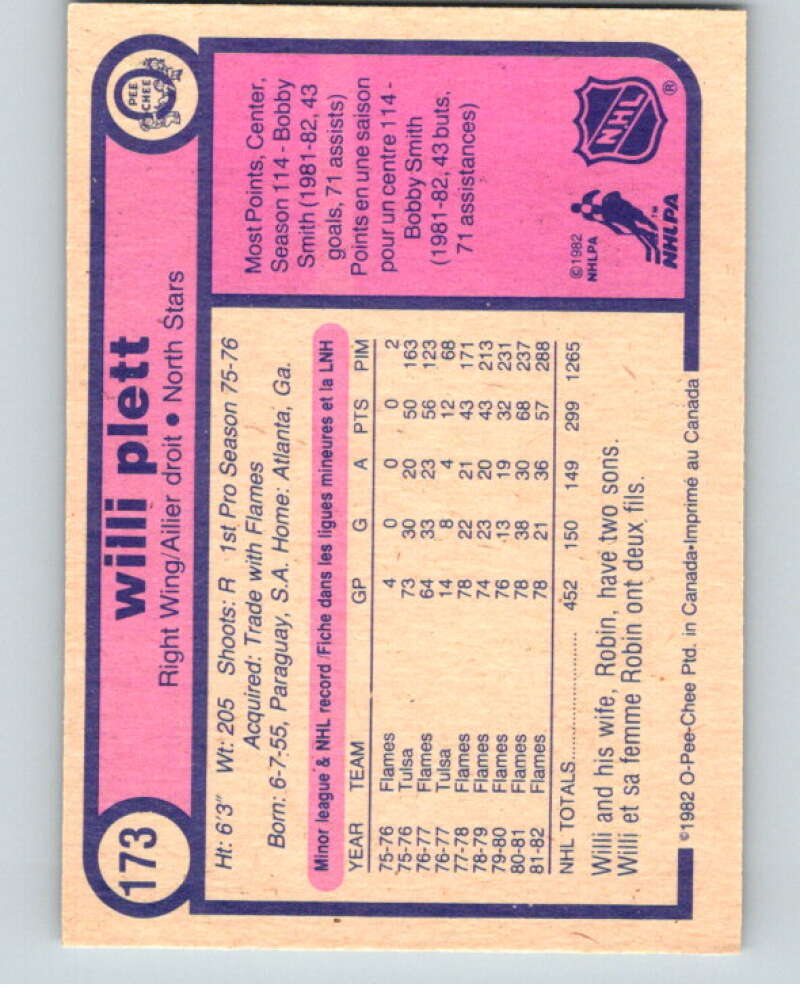 173
willi plett
Right Wing/Ailier droit • North Stars
PEE
CHEE
Ht: 6'3" Wt: 205 Shoots: R 1st Pro Season 75-76
Acquired: Trade with Flames
Born: 6-7-55, Paraguay, S.A. Home: Atlanta, Ga.
Minor league & NHL record/Fiche dans les ligues mineures et la LNH
YEAR TEAM GP G A PTS PIM
75-76 Flames 4 0 0 0 2
75-76 Tulsa 73 30 20 50 163
76-77 Flames 64 33 23 56 123
76-77 Tulsa 14 8 4 12 68
77-78 Flames 78 22 21 43 171
78-79 Flames 74 23 20 43 213
79-80 Flames 76 13 19 32 231
80-81 Flames 78 38 30 68 237
81-82 Flames 78 21 36 57 288
NHL TOTALS.............................. 452 150 149 299 1265
Willi and his wife, Robin, have two sons.
Willi et sa femme Robin ont deux fils.
©1982 O-Pee-Chee Ptd. in Canada•Imprimé au Canada
Most Points, Center,
Season 114 - Bobby
Smith (1981-82, 43
goals, 71 assists)
Points en une saison
pour un centre 114 -
Bobby Smith
(1981-82, 43 buts,
71 assistances)
©1982
NHLPA
NHLPA™
NHL®